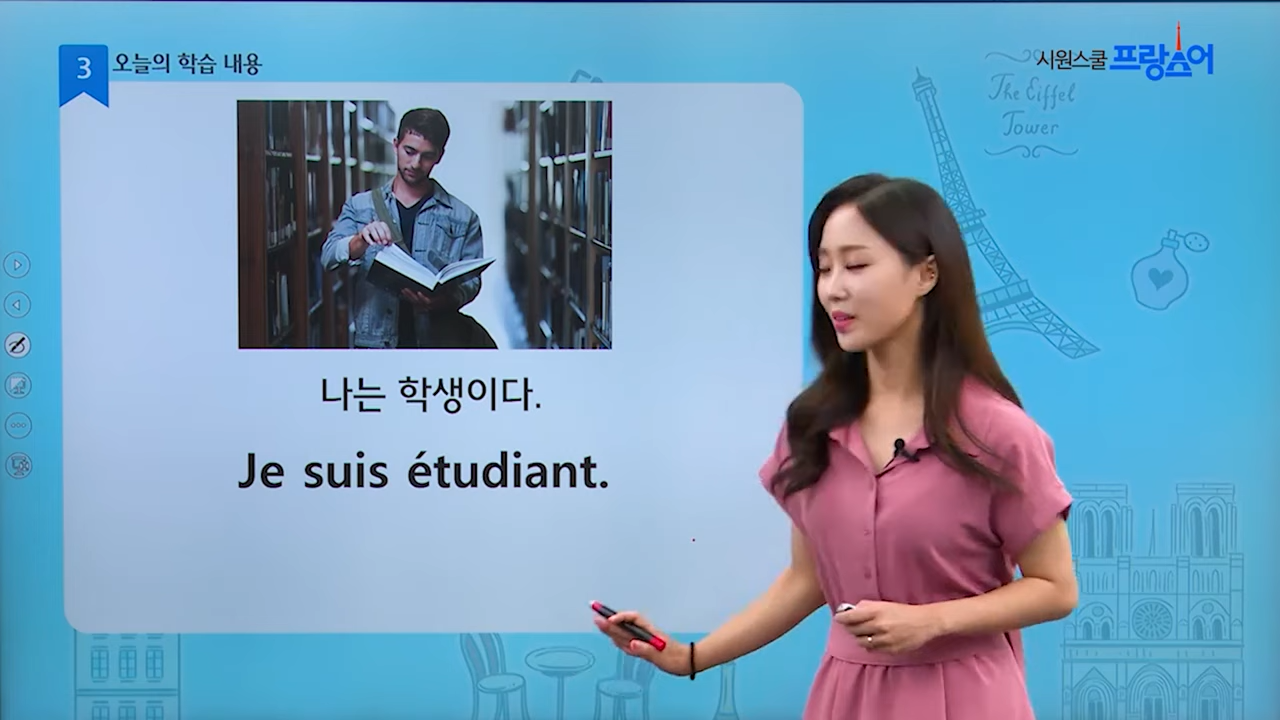 3 오늘의 학습 내용
시원스쿨 프랑스어
The Eiffel
Tower
나는 학생이다.
Je suis étudiant.